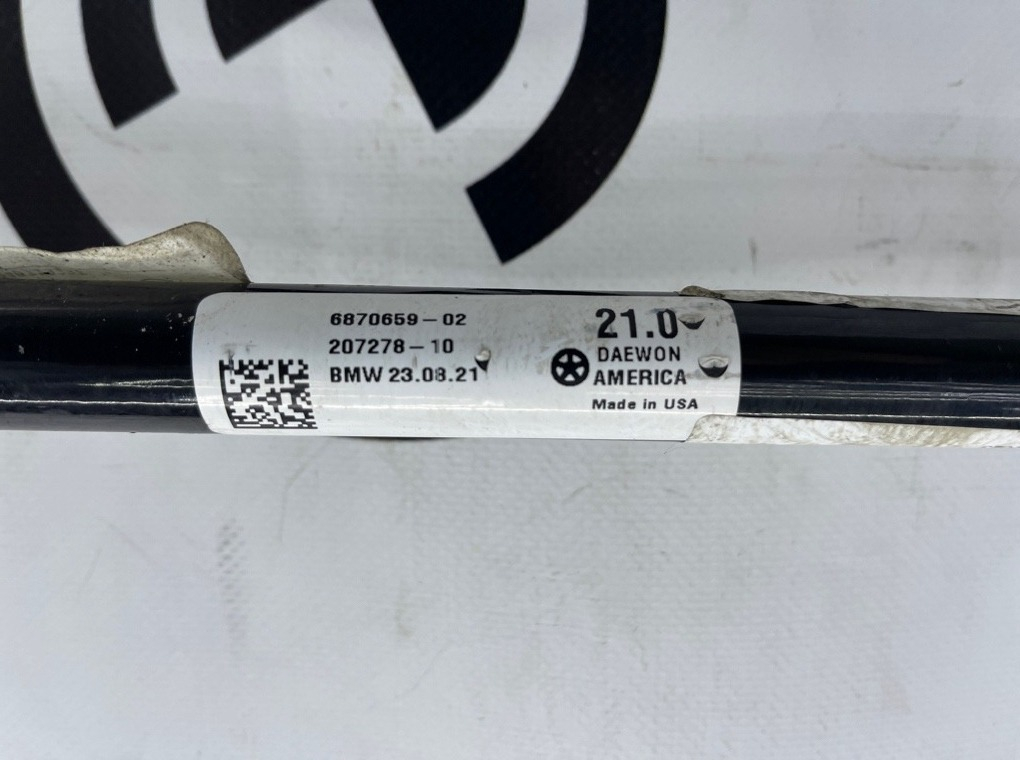 6870659-02
207278-10
BMW 23.08.21
21.0
DAEWON
AMERICA
Made in USA